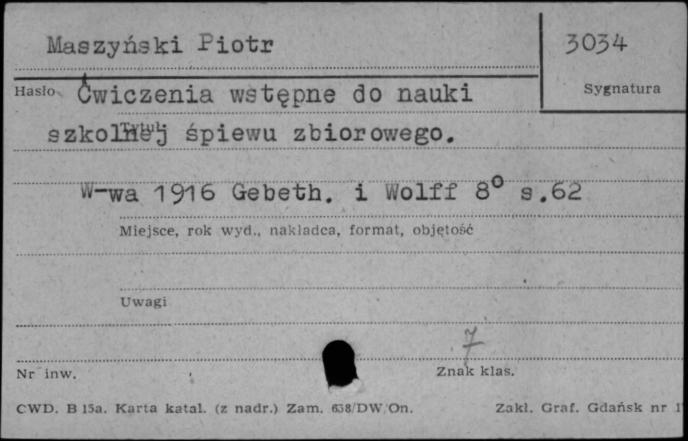 Maszyński Piotr 3034
Hasło Sygnatura
Ćwiczenia wstępne do nauki
Tytuł
szkolnej śpiewu zbiorowego.
W-wa 1916 Gebeth. i Wolff 8° s.62
Miejsce, rok wyd., nakładca, format, objętość
Uwagi
7
Nr inw. Znak klas.
CWD. B 15a. Karta katal. (z nadr.) Zam. 638/DW/On. Zakł. Graf. Gdańsk nr